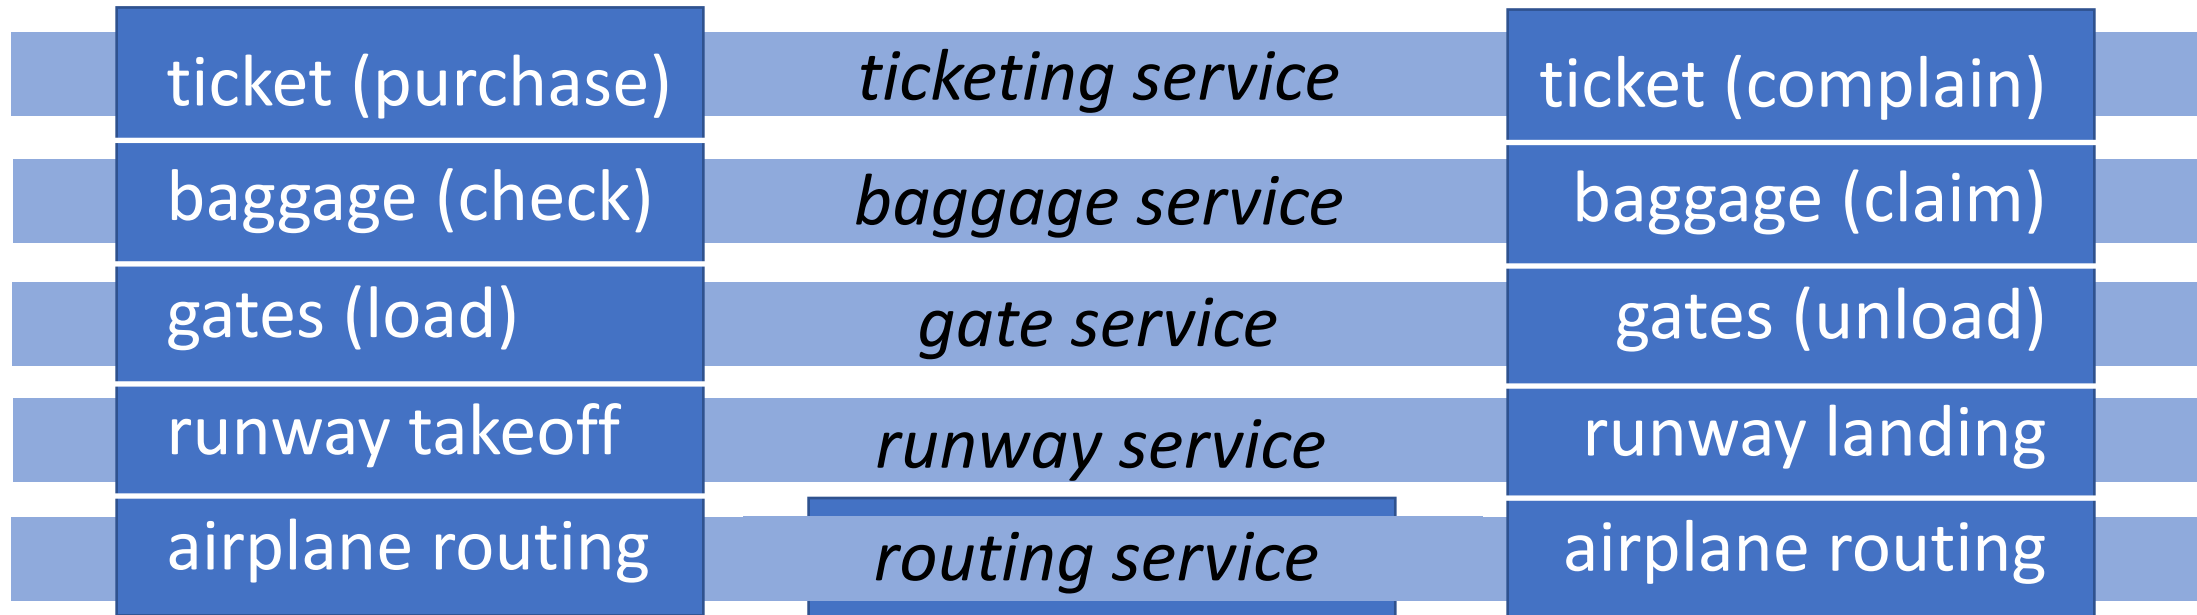 ticket (purchase) ticketing service ticket (complain)
baggage (check) baggage service baggage (claim)
gates (load) gate service gates (unload)
runway takeoff runway service runway landing
airplane routing routing service airplane routing